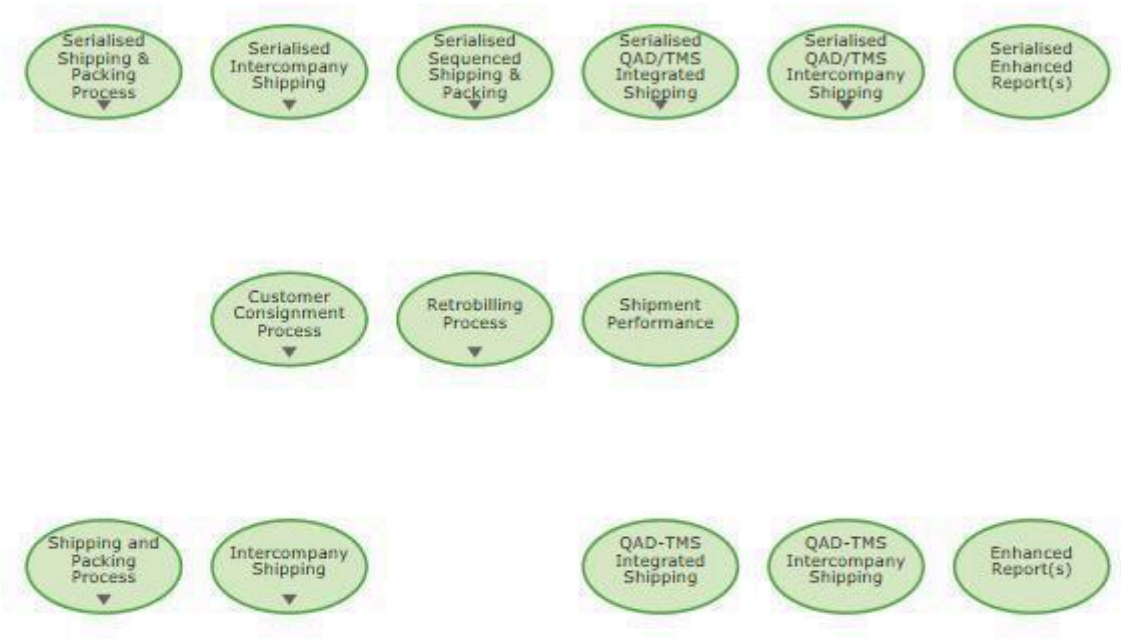 Serialised
Shipping &
Packing
Process
Serialised
Intercompany
Shipping
Serialised
Sequenced
Shipping &
Packing
Serialised
QAD/TMS
Integrated
Shipping
Serialised
QAD/TMS
Intercompany
Shipping
Serialised
Enhanced
Report(s)
Customer
Consignment
Process
Retrobilling
Process
Shipment
Performance
Shipping and
Packing
Process
Intercompany
Shipping
QAD-TMS
Integrated
Shipping
QAD-TMS
Intercompany
Shipping
Enhanced
Report(s)